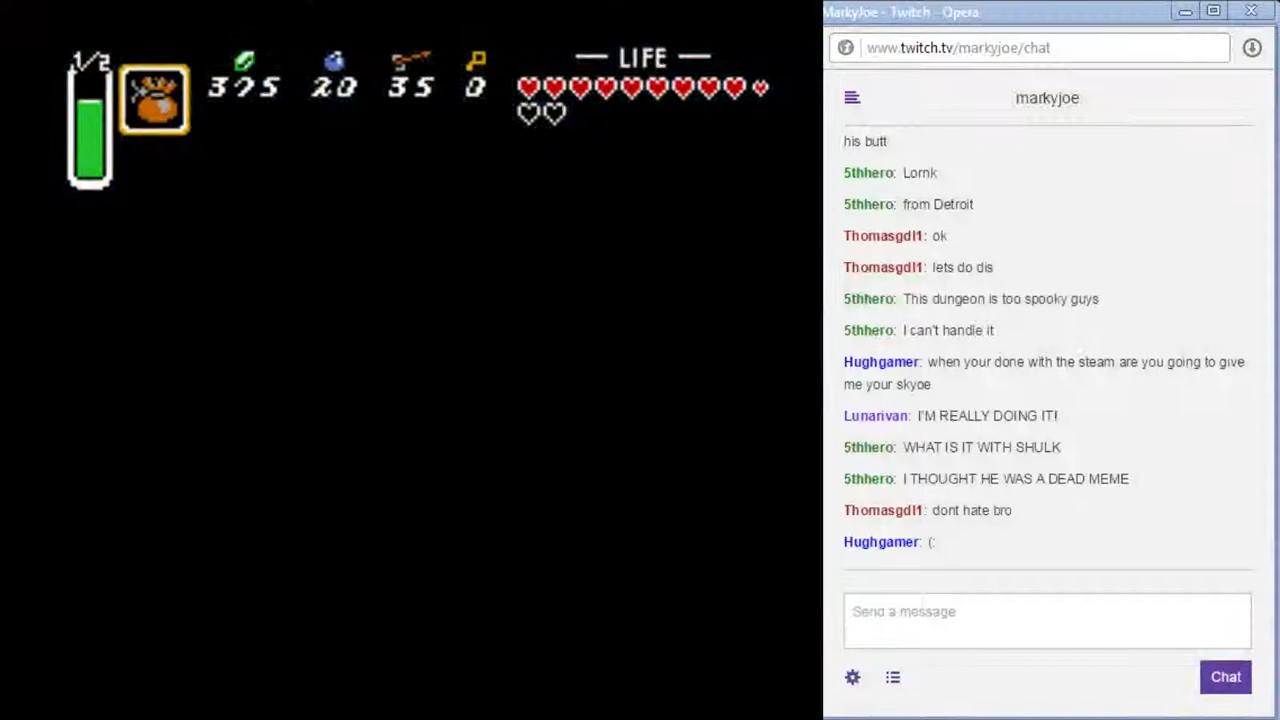 MarkyJoe - Twitch - Opera
www.twitch.tv/markyjoe/chat
1/2
375 20 35 0
— LIFE —
markyjoe
his butt
5thhero: Lornk
5thhero: from Detroit
Thomasgdl1: ok
Thomasgdl1: lets do dis
5thhero: This dungeon is too spooky guys
5thhero: I can't handle it
Hughgamer: when your done with the steam are you going to give
me your skyoe
Lunarivan: I'M REALLY DOING IT!
5thhero: WHAT IS IT WITH SHULK
5thhero: I THOUGHT HE WAS A DEAD MEME
Thomasgdl1: dont hate bro
Hughgamer: (:
Send a message
Chat